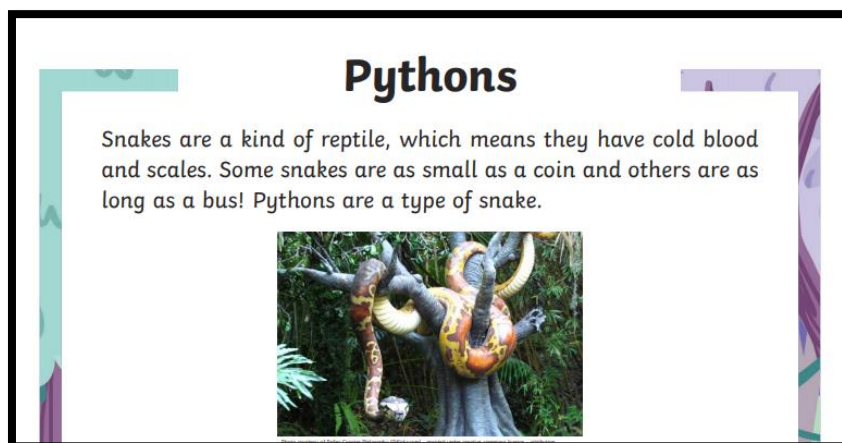 Pythons
Snakes are a kind of reptile, which means they have cold blood
and scales. Some snakes are as small as a coin and others are as
long as a bus! Pythons are a type of snake.